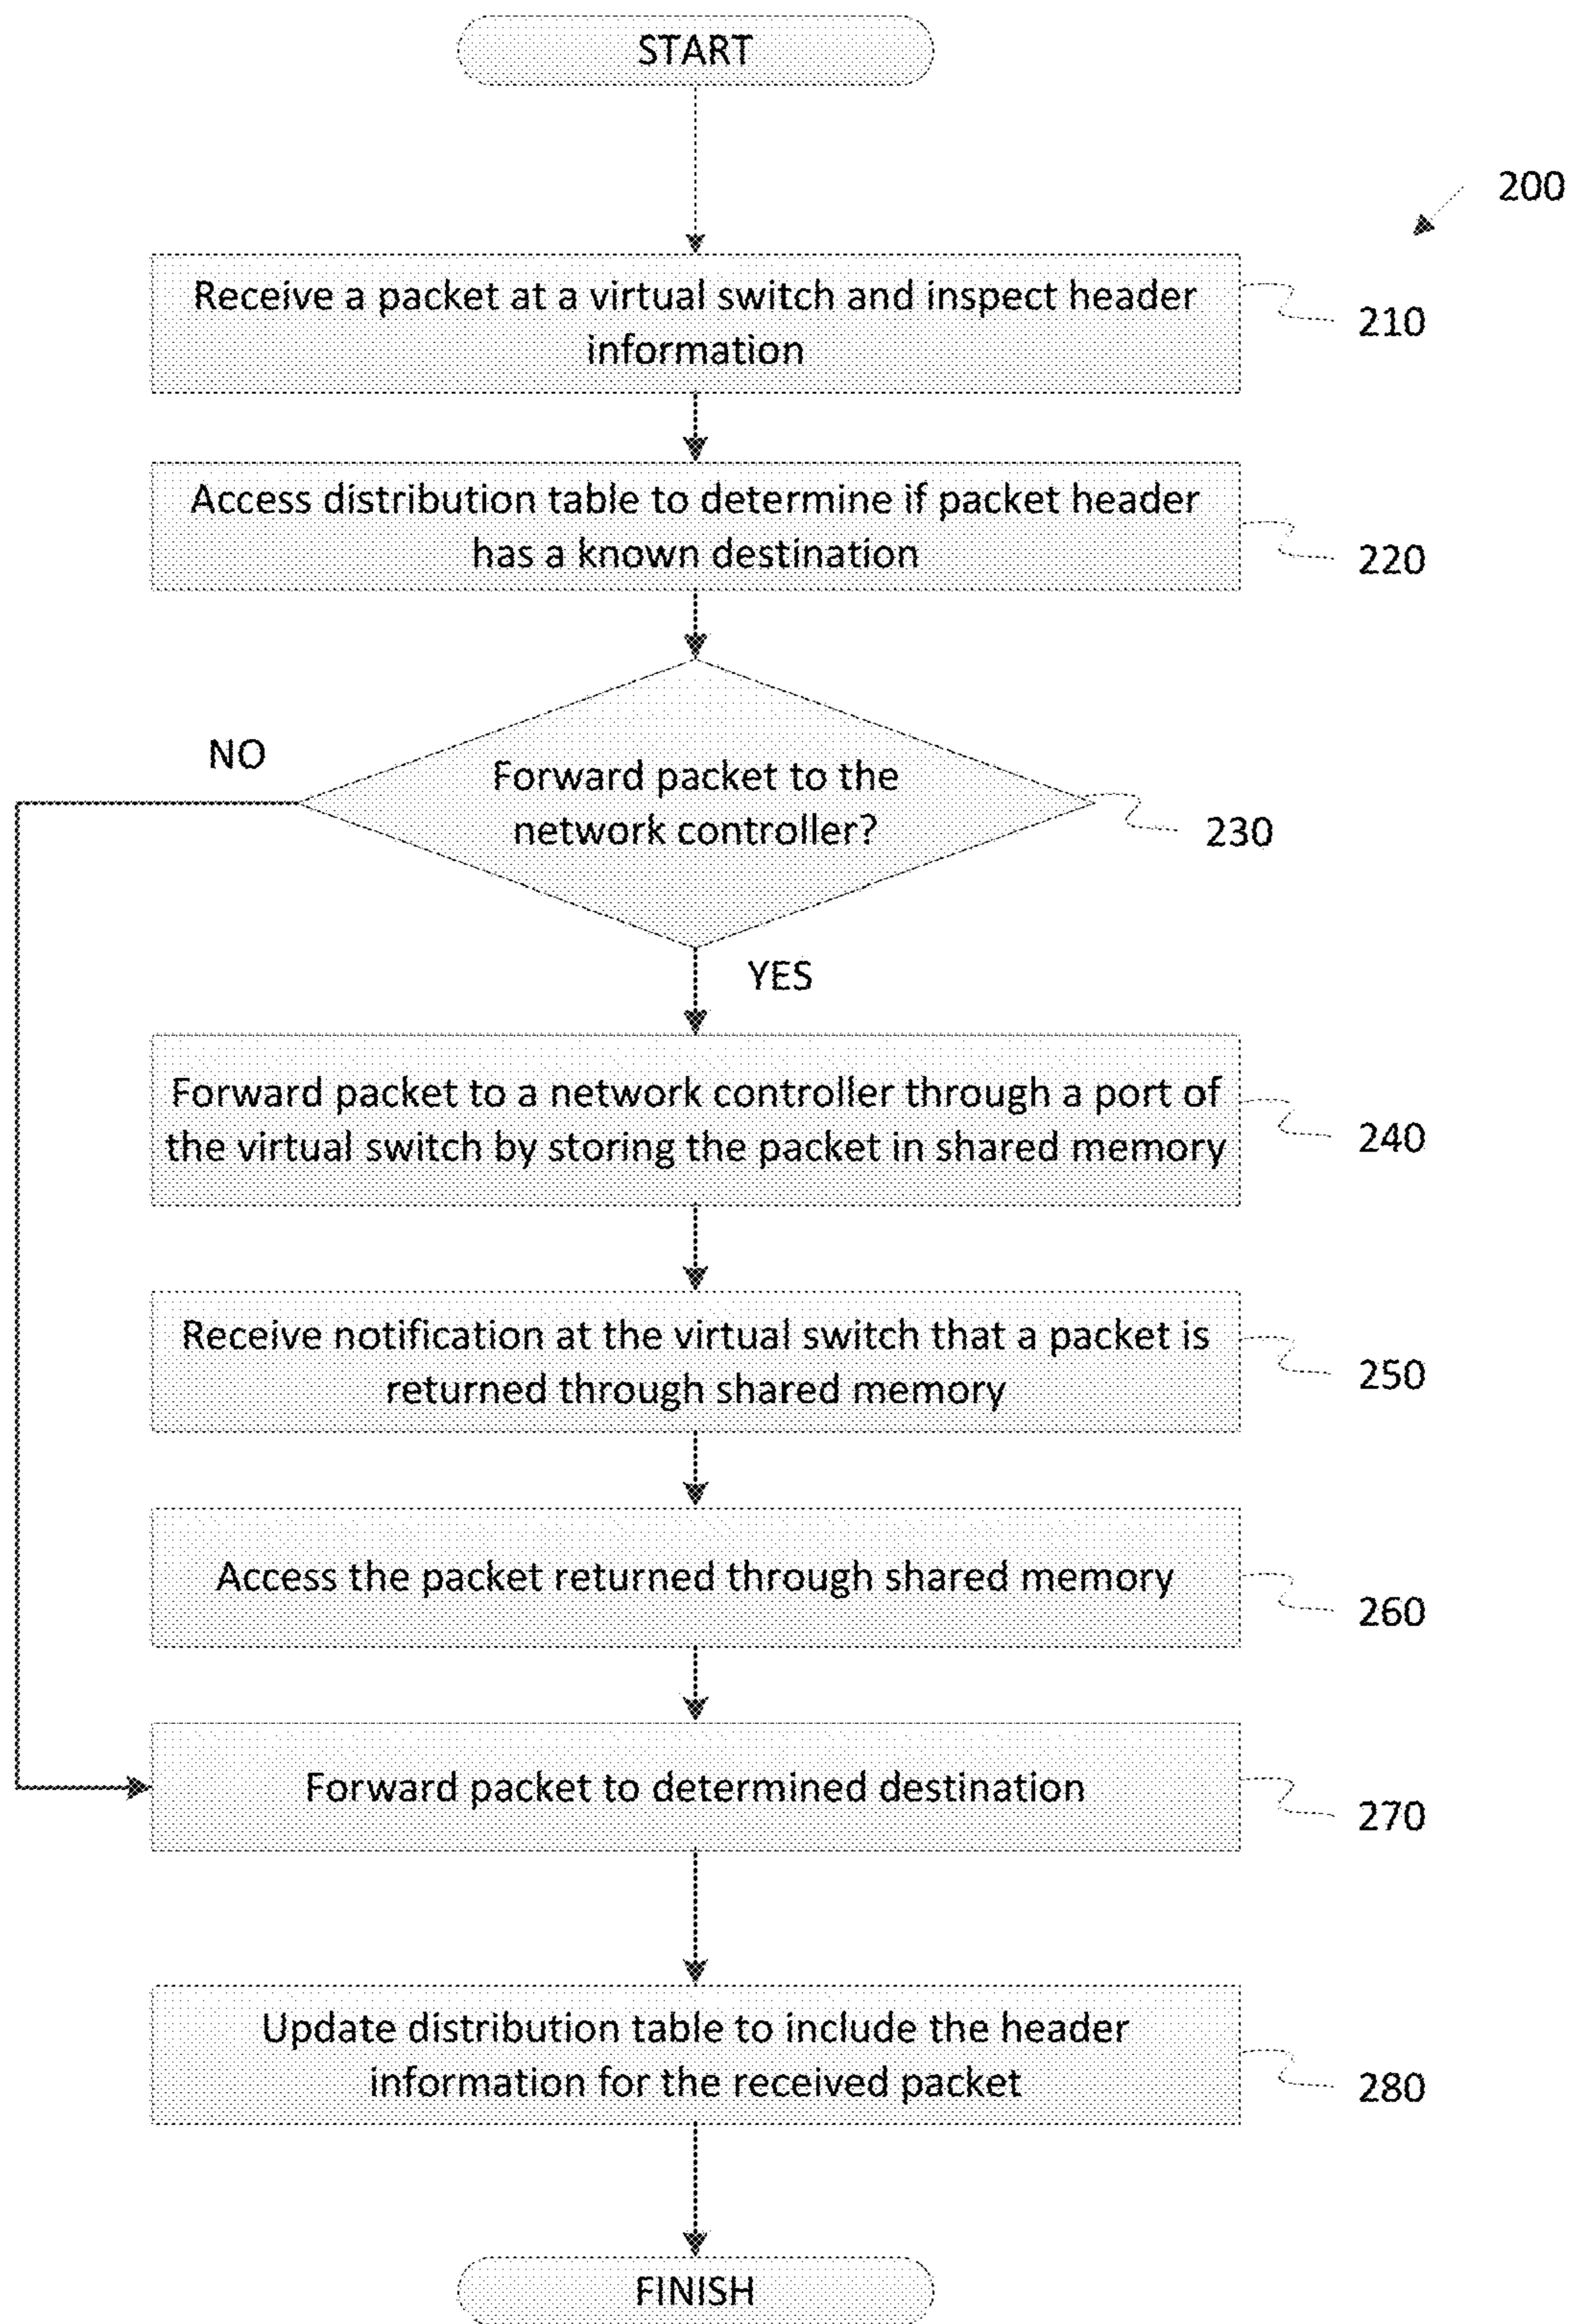 START
200
Receive a packet at a virtual switch and inspect header
information
210
Access distribution table to determine if packet header
has a known destination
220
NO
Forward packet to the
network controller?
230
YES
Forward packet to a network controller through a port of
the virtual switch by storing the packet in shared memory
240
Receive notification at the virtual switch that a packet is
returned through shared memory
250
Access the packet returned through shared memory
260
Forward packet to determined destination
270
Update distribution table to include the header
information for the received packet
280
FINISH